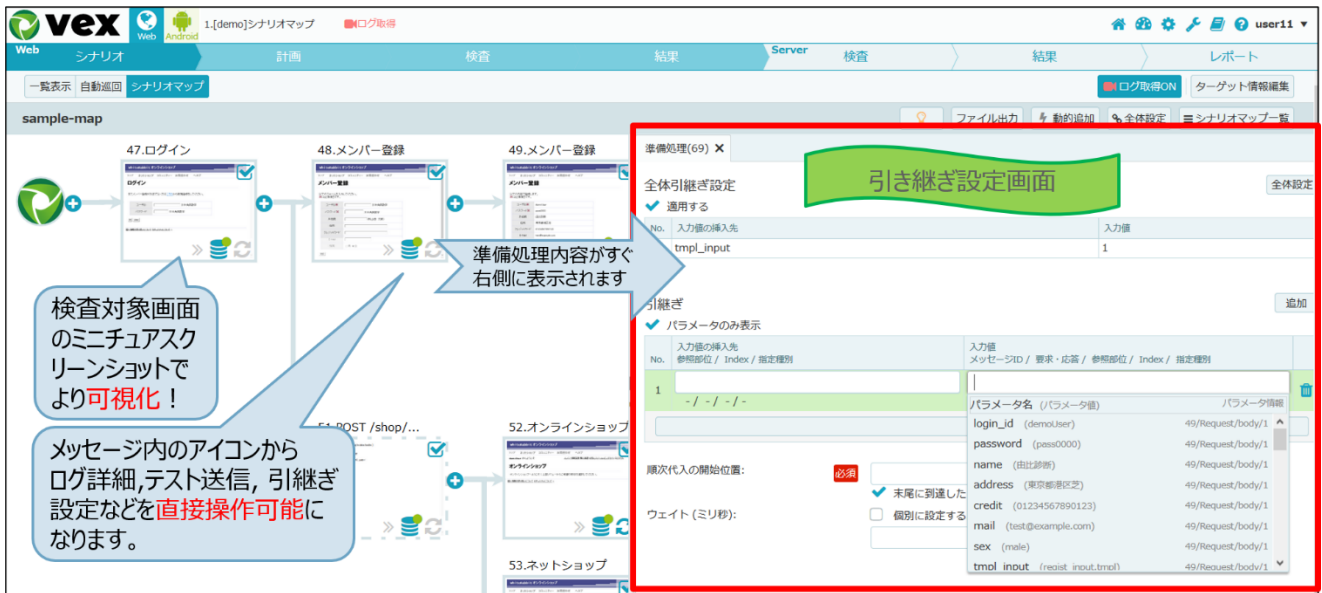 vex
Web
Android
1.[demo]シナリオマップ
ログ取得
user11
Web
シナリオ
計画
検査
結果
Server
検査
結果
レポート
一覧表示
自動巡回
シナリオマップ
ログ取得ON
ターゲット情報編集
sample-map
ファイル出力
動的追加
全体設定
シナリオマップ一覧
47.ログイン
48.メンバー登録
49.メンバー登録
ログイン
メンバー登録
メンバー登録
検査対象画面
のミニチュアスク
リーンショットで
より可視化！
メッセージ内のアイコンから
ログ詳細,テスト送信, 引継ぎ
設定などを直接操作可能に
なります。
準備処理内容がすぐ
右側に表示されます
51.POST /shop/...
52.オンラインショップ
オンラインショップ
53.ネットショップ
準備処理(69) ×
引き継ぎ設定画面
全体引継ぎ設定
全体設定
適用する
No. 入力値の挿入先
入力値
tmpl_input
1
引継ぎ
追加
パラメータのみ表示
入力値の挿入先
No. 参照部位 / Index / 指定種別
入力値
メッセージID / 要求・応答 / 参照部位 / Index / 指定種別
1
- / - / - / -
パラメータ名 (パラメータ値)
パラメータ情報
login_id (demoUser) 49/Request/body/1
password (pass0000) 49/Request/body/1
name (由比診断) 49/Request/body/1
address (東京都港区芝) 49/Request/body/1
credit (01234567890123) 49/Request/body/1
mail (test@example.com) 49/Request/body/1
sex (male) 49/Request/body/1
tmpl_input (regist_input.tmpl) 49/Request/body/1
順次代入の開始位置:
必須
末尾に到達した
ウェイト (ミリ秒):
個別に設定する